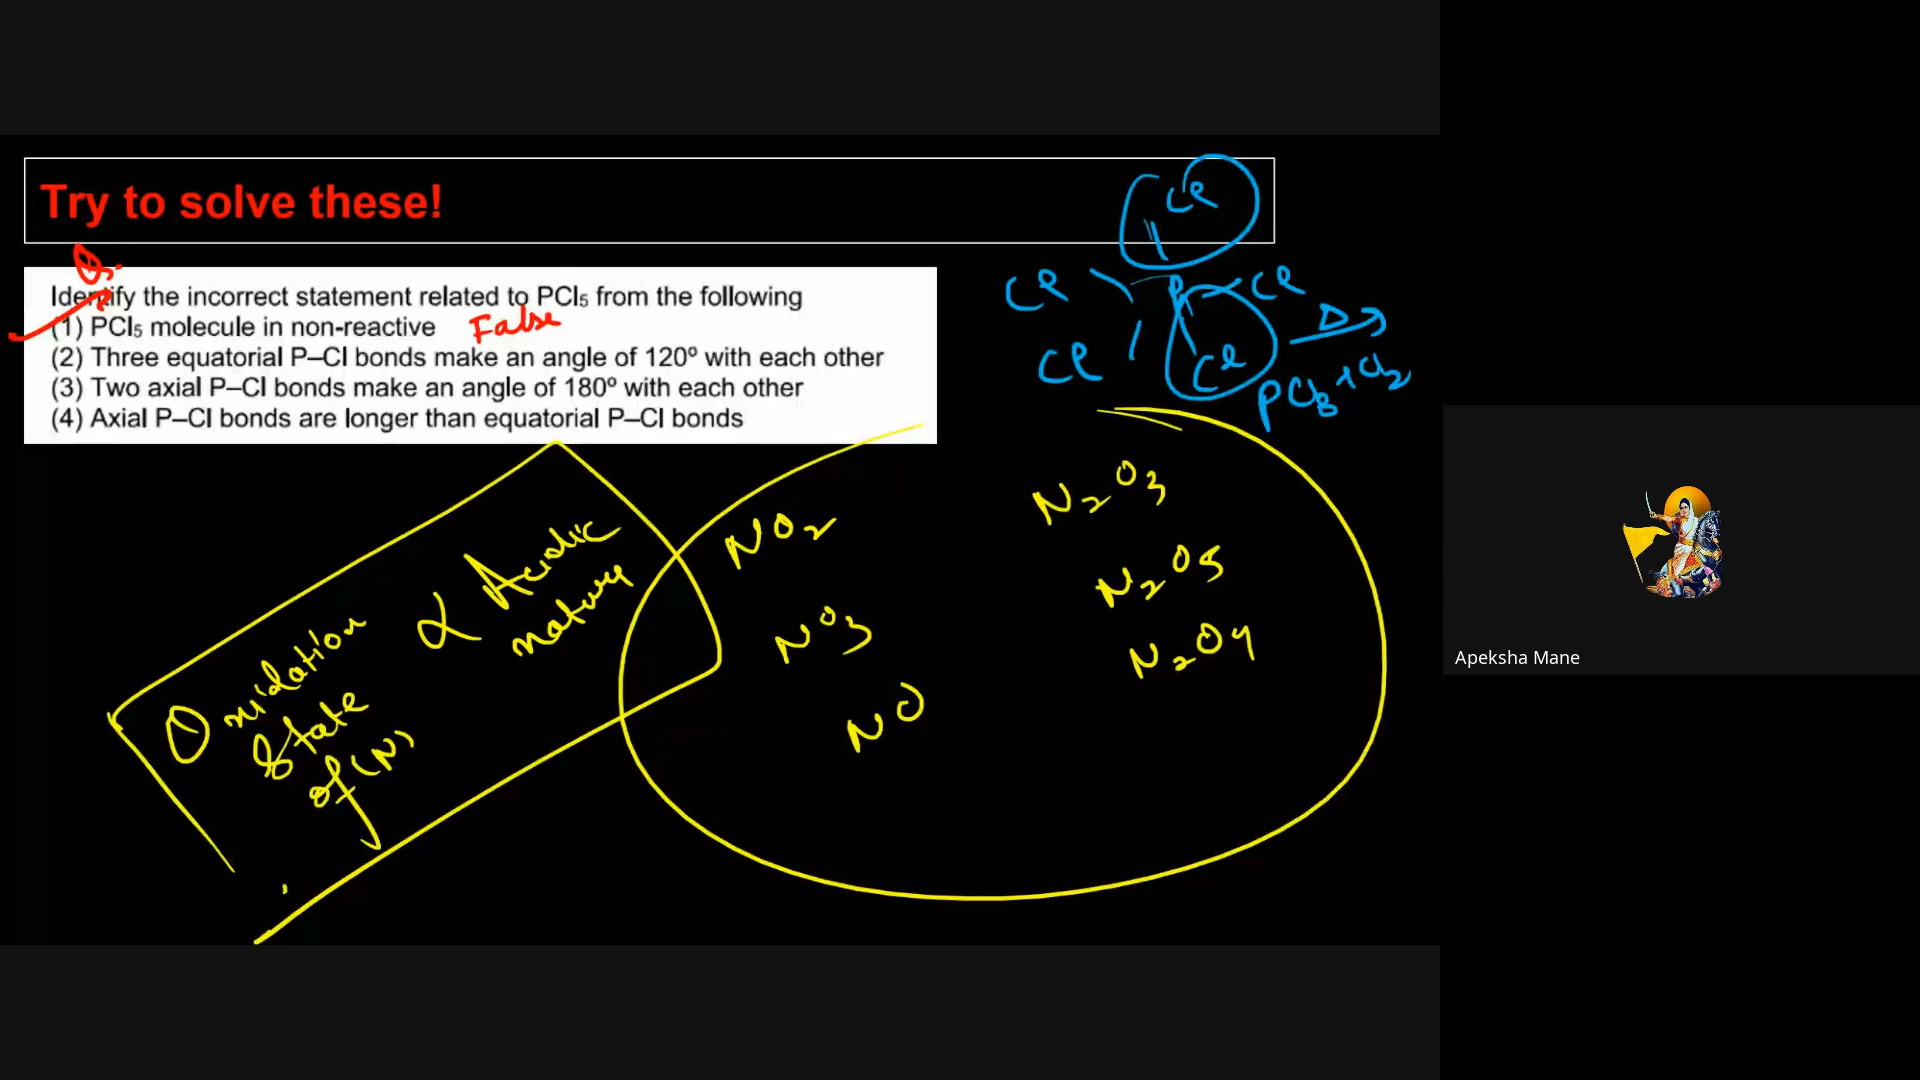 Try to solve these!
Q.
Identify the incorrect statement related to PCl₅ from the following
(1) PCl₅ molecule in non-reactive False
(2) Three equatorial P–Cl bonds make an angle of 120º with each other
(3) Two axial P–Cl bonds make an angle of 180º with each other
(4) Axial P–Cl bonds are longer than equatorial P–Cl bonds
Cl
Cl P Cl
Cl Cl Δ
PCl₃ + Cl₂
Oxidation
State
of (N)
∝ Acidic
nature
NO₂
NO₃
NO
N₂O₃
N₂O₅
N₂O₄
Apeksha Mane